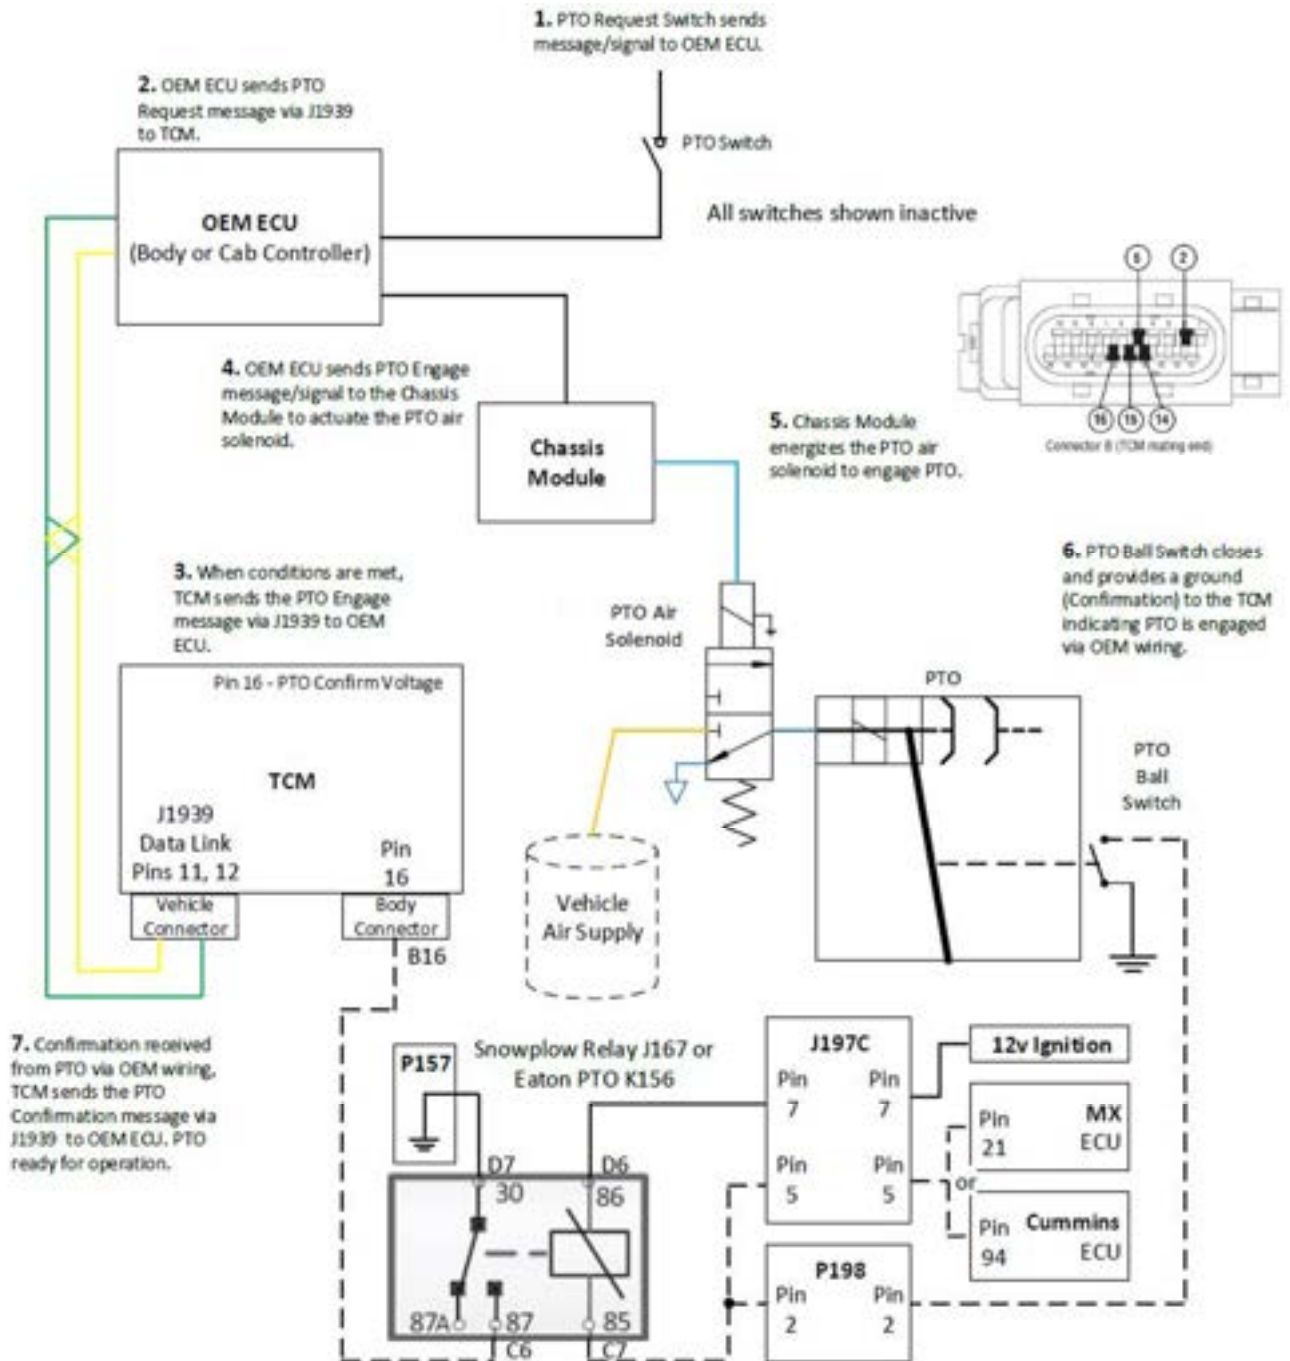 1. PTO Request Switch sends
message/signal to OEM ECU.
2. OEM ECU sends PTO
Request message via J1939
to TCM.
PTO Switch
OEM ECU
(Body or Cab Controller)
All switches shown inactive
6
2
16
15
14
Connector B (TCM mating end)
4. OEM ECU sends PTO Engage
message/signal to the Chassis
Module to actuate the PTO air
solenoid.
Chassis
Module
5. Chassis Module
energizes the PTO air
solenoid to engage PTO.
3. When conditions are met,
TCM sends the PTO Engage
message via J1939 to OEM
ECU.
PTO Air
Solenoid
6. PTO Ball Switch closes
and provides a ground
(Confirmation) to the TCM
indicating PTO is engaged
via OEM wiring.
Pin 16 - PTO Confirm Voltage
TCM
J1939
Data Link
Pins 11, 12
Pin
16
Vehicle
Connector
Body
Connector
B16
PTO
PTO
Ball
Switch
Vehicle
Air Supply
7. Confirmation received
from PTO via OEM wiring,
TCM sends the PTO
Confirmation message via
J1939 to OEM ECU. PTO
ready for operation.
P157
Snowplow Relay J167 or
Eaton PTO K156
D7
30
D6
86
87A
87
C6
85
C7
J197C
Pin
7
Pin
7
Pin
5
Pin
5
12v Ignition
Pin
21
MX
ECU
or
Pin
94
Cummins
ECU
P198
Pin
2
Pin
2